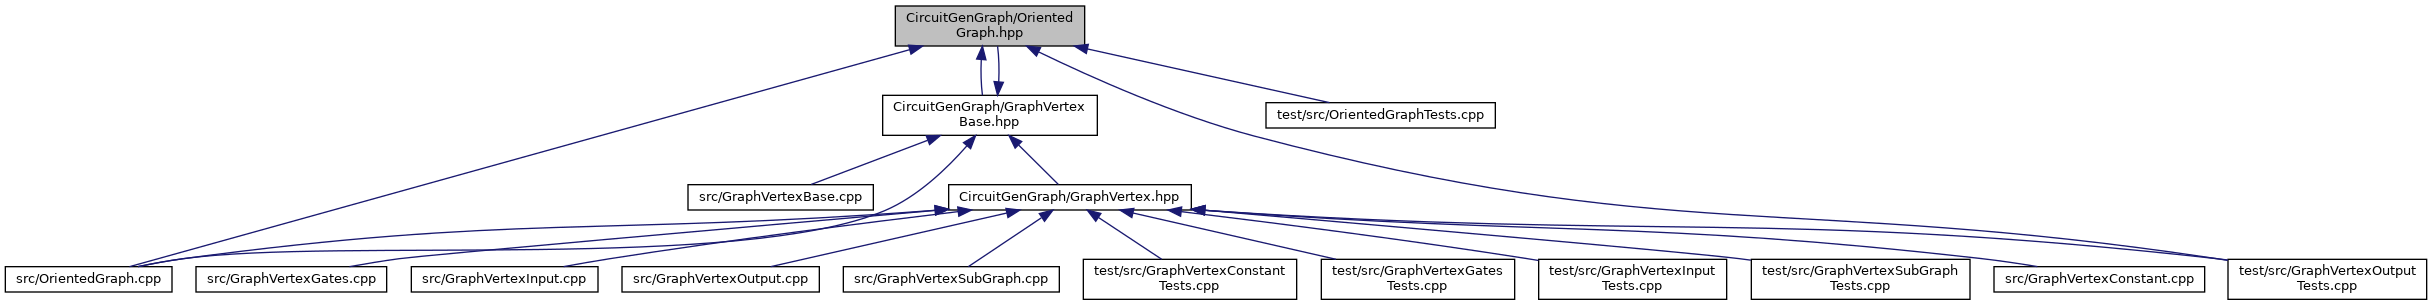 CircuitGenGraph/Oriented
Graph.hpp
CircuitGenGraph/GraphVertex
Base.hpp
test/src/OrientedGraphTests.cpp
src/GraphVertexBase.cpp
CircuitGenGraph/GraphVertex.hpp
src/OrientedGraph.cpp
src/GraphVertexGates.cpp
src/GraphVertexInput.cpp
src/GraphVertexOutput.cpp
src/GraphVertexSubGraph.cpp
test/src/GraphVertexConstant
Tests.cpp
test/src/GraphVertexGates
Tests.cpp
test/src/GraphVertexInput
Tests.cpp
test/src/GraphVertexSubGraph
Tests.cpp
src/GraphVertexConstant.cpp
test/src/GraphVertexOutput
Tests.cpp